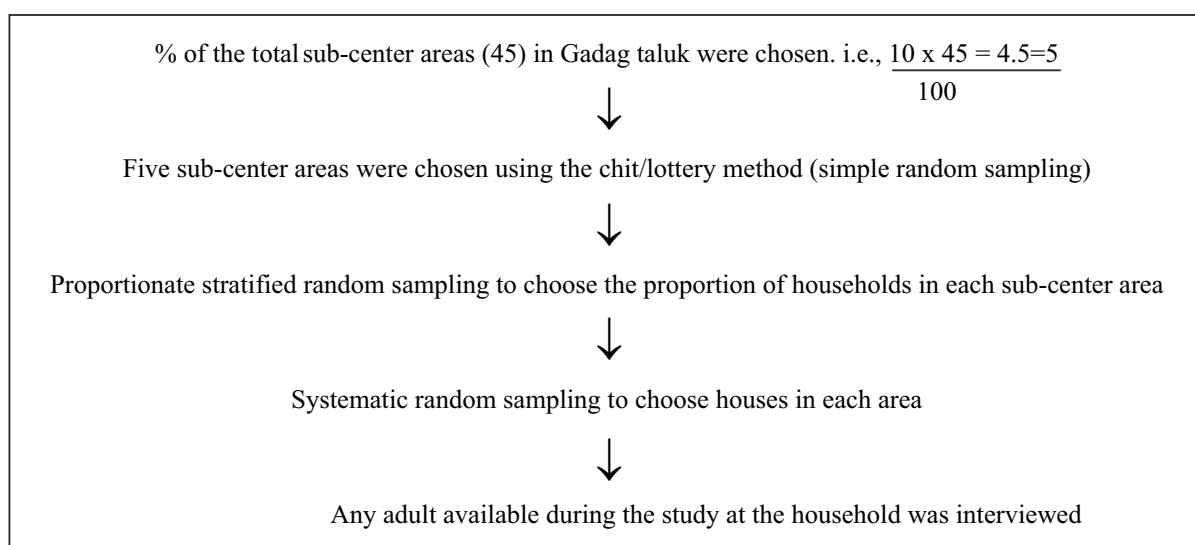 % of the total sub-center areas (45) in Gadag taluk were chosen. i.e., 10 x 45 = 4.5=5
100
Five sub-center areas were chosen using the chit/lottery method (simple random sampling)
Proportionate stratified random sampling to choose the proportion of households in each sub-center area
Systematic random sampling to choose houses in each area
Any adult available during the study at the household was interviewed